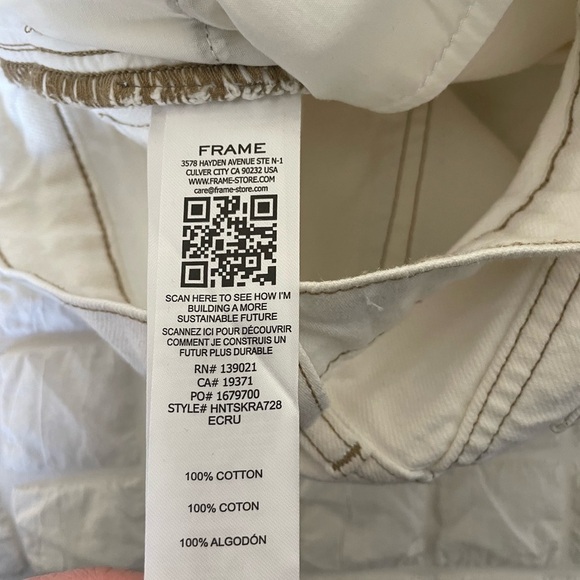 FRAME
3578 HAYDEN AVENUE STE N-1
CULVER CITY CA 90232 USA
WWW.FRAME-STORE.COM
care@frame-store.com
SCAN HERE TO SEE HOW I'M
BUILDING A MORE
SUSTAINABLE FUTURE
SCANNEZ ICI POUR DÉCOUVRIR
COMMENT JE CONSTRUIS UN
FUTUR PLUS DURABLE
RN# 139021
CA# 19371
PO# 1679700
STYLE# HNTSKRA728
ECRU
100% COTTON
100% COTON
100% ALGODÓN